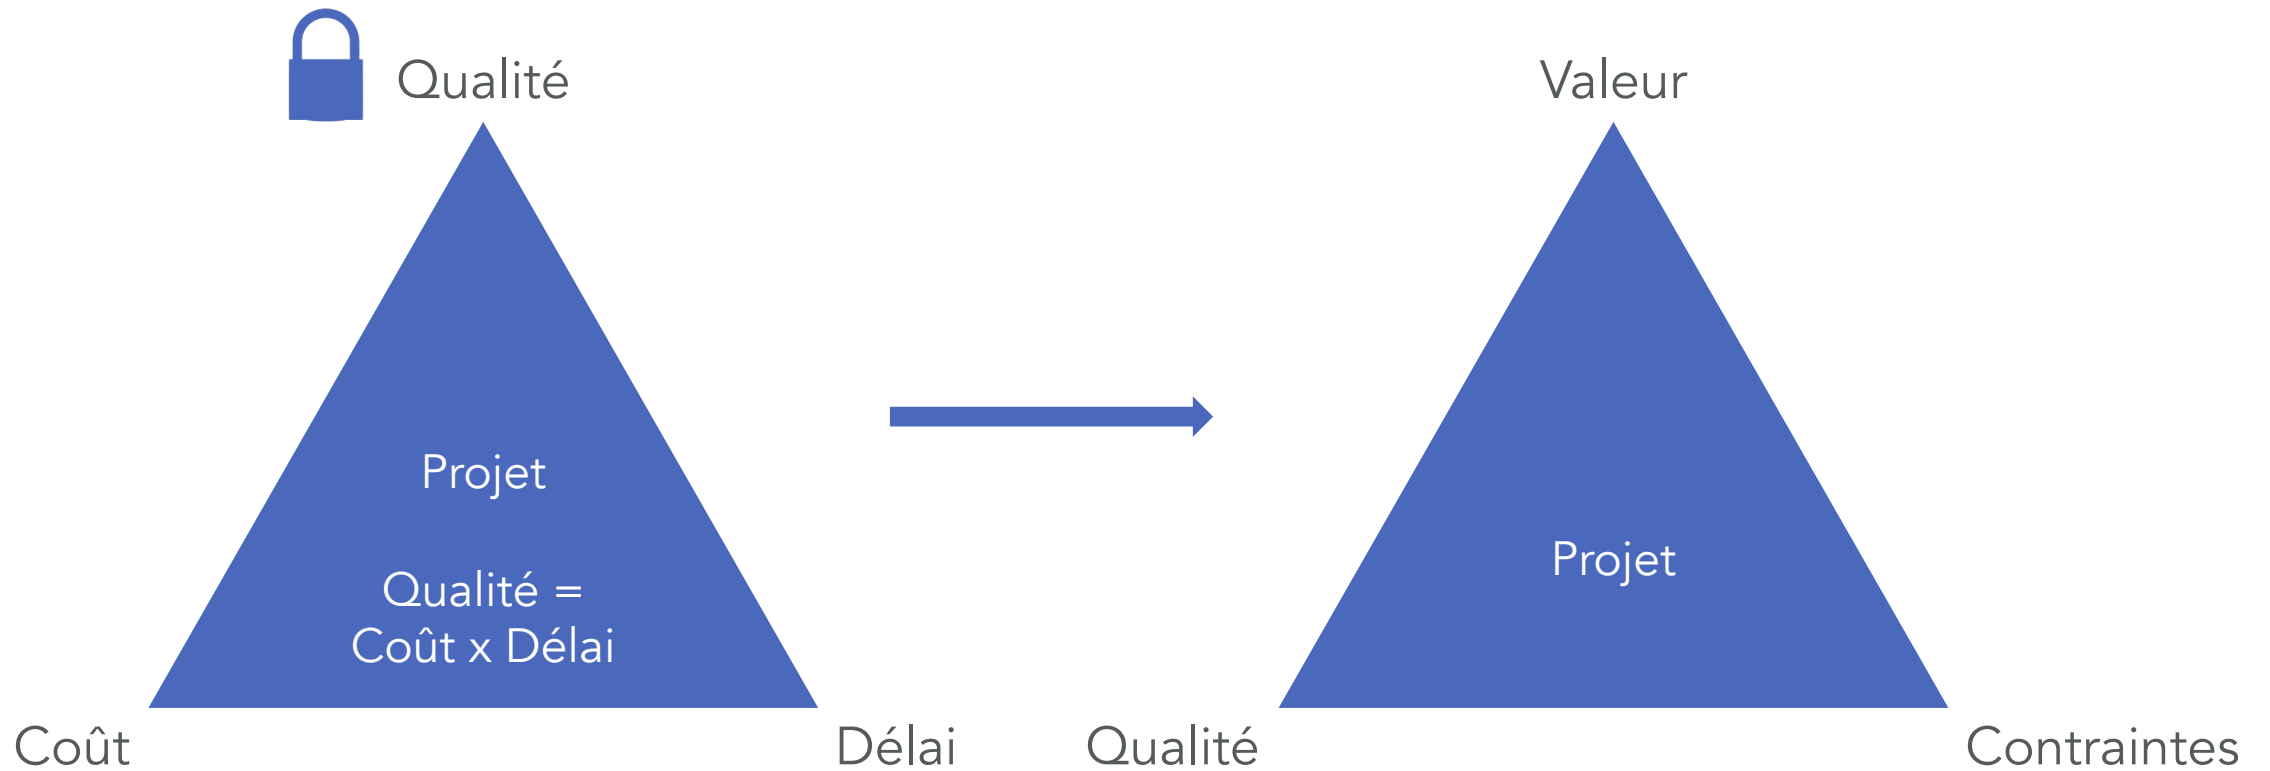 Qualité
Projet
Qualité =
Coût x Délai
Coût
Délai
Valeur
Projet
Qualité
Contraintes